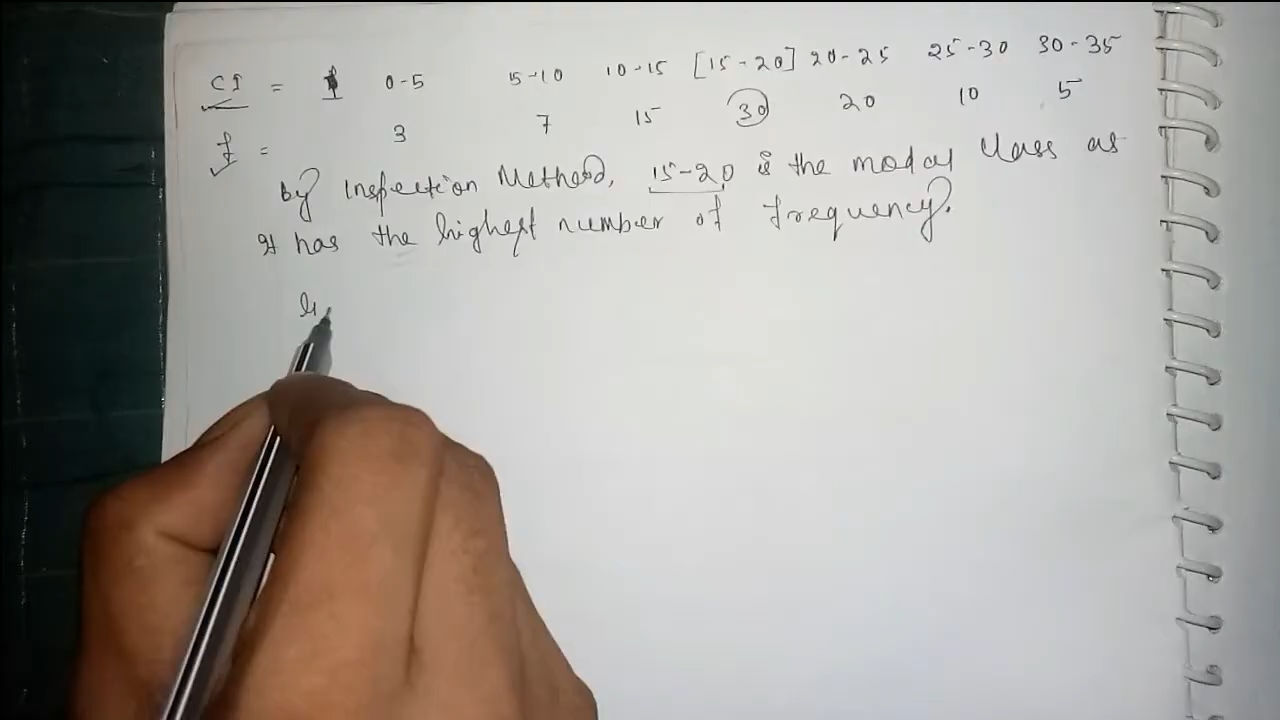 CI = 0-5 5-10 10-15 [15-20] 20-25 25-30 30-35
f = 3 7 15 30 20 10 5
By Inspection Method, 15-20 is the modal class as
It has the highest number of frequency.